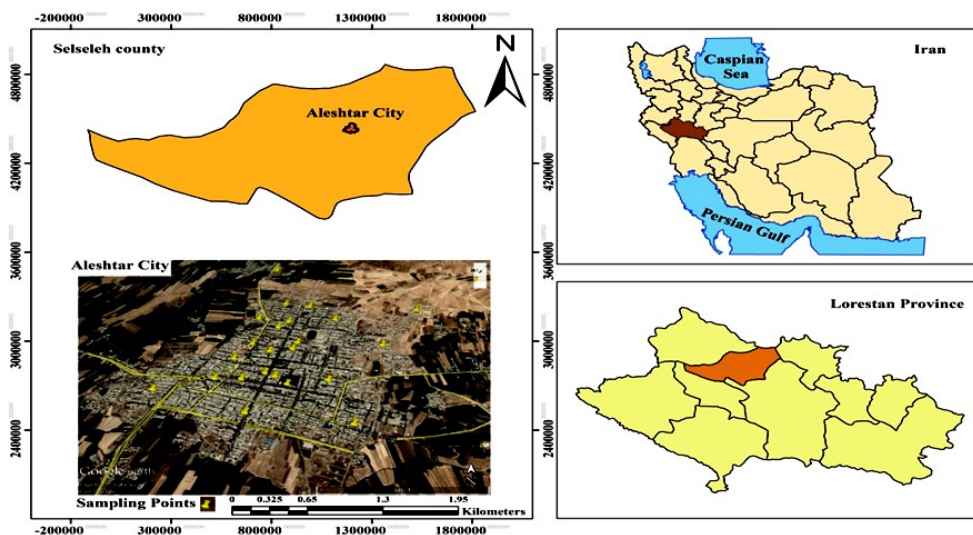 -200000 300000 800000 1300000 1800000
Selseleh county
N
Aleshtar City
4800000
4200000
3600000
3000000
2400000
4800000
4200000
3600000
3000000
2400000
Aleshtar City
Google earth
Sampling Points
0 0.325 0.65 1.3 1.95
Kilometers
-200000 300000 800000 1300000 1800000
Iran
Caspian
Sea
Persian Gulf
Lorestan Province